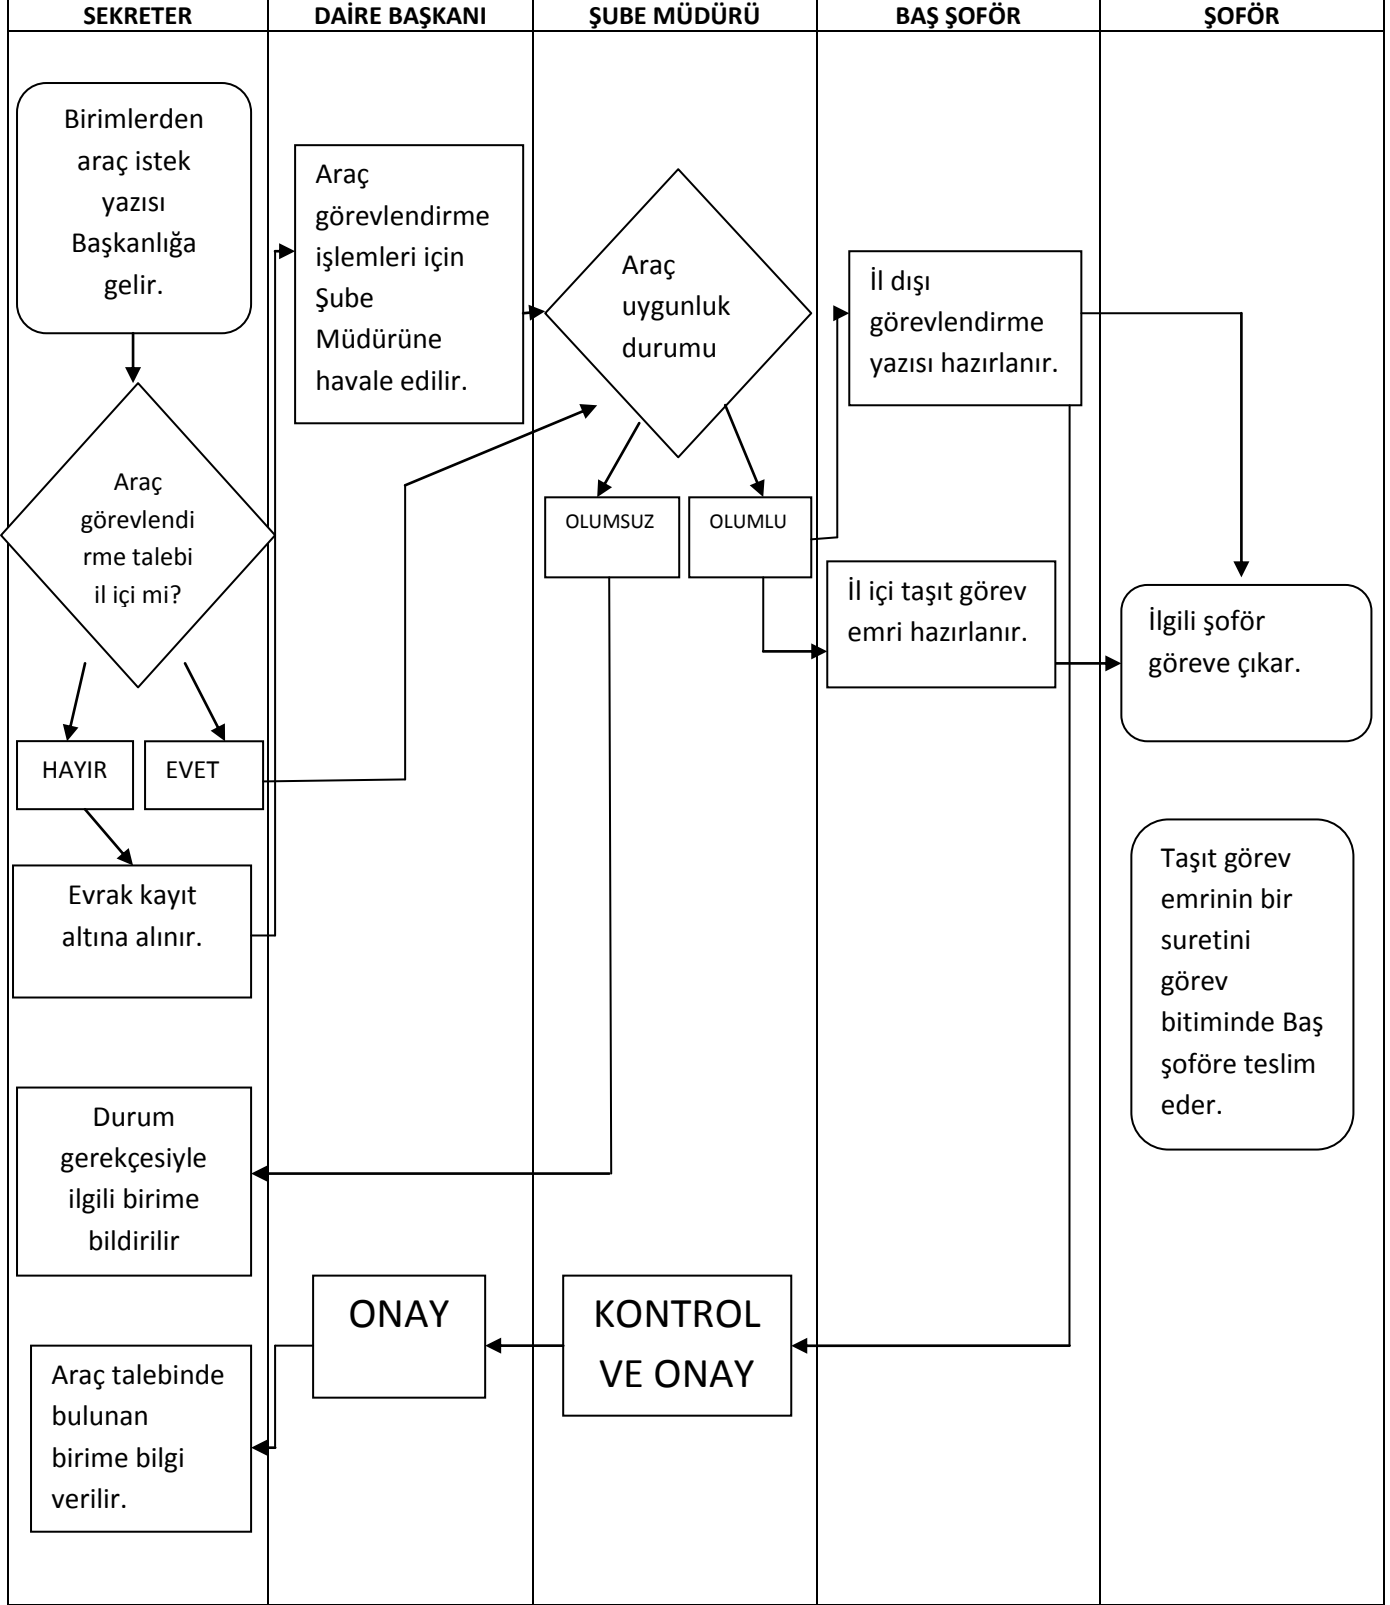 SEKRETER
DAİRE BAŞKANI
ŞUBE MÜDÜRÜ
BAŞ ŞOFÖR
ŞOFÖR
Birimlerden
araç istek
yazısı
Başkanlığa
gelir.
Araç
görevlendi
rme talebi
il içi mi?
HAYIR
EVET
Evrak kayıt
altına alınır.
Durum
gerekçesiyle
ilgili birime
bildirilir
Araç talebinde
bulunan
birime bilgi
verilir.
Araç
görevlendirme
işlemleri için
Şube
Müdürüne
havale edilir.
ONAY
Araç
uygunluk
durumu
OLUMSUZ
OLUMLU
KONTROL
VE ONAY
İl dışı
görevlendirme
yazısı hazırlanır.
İl içi taşıt görev
emri hazırlanır.
İlgili şoför
göreve çıkar.
Taşıt görev
emrinin bir
suretini
görev
bitiminde Baş
şoföre teslim
eder.